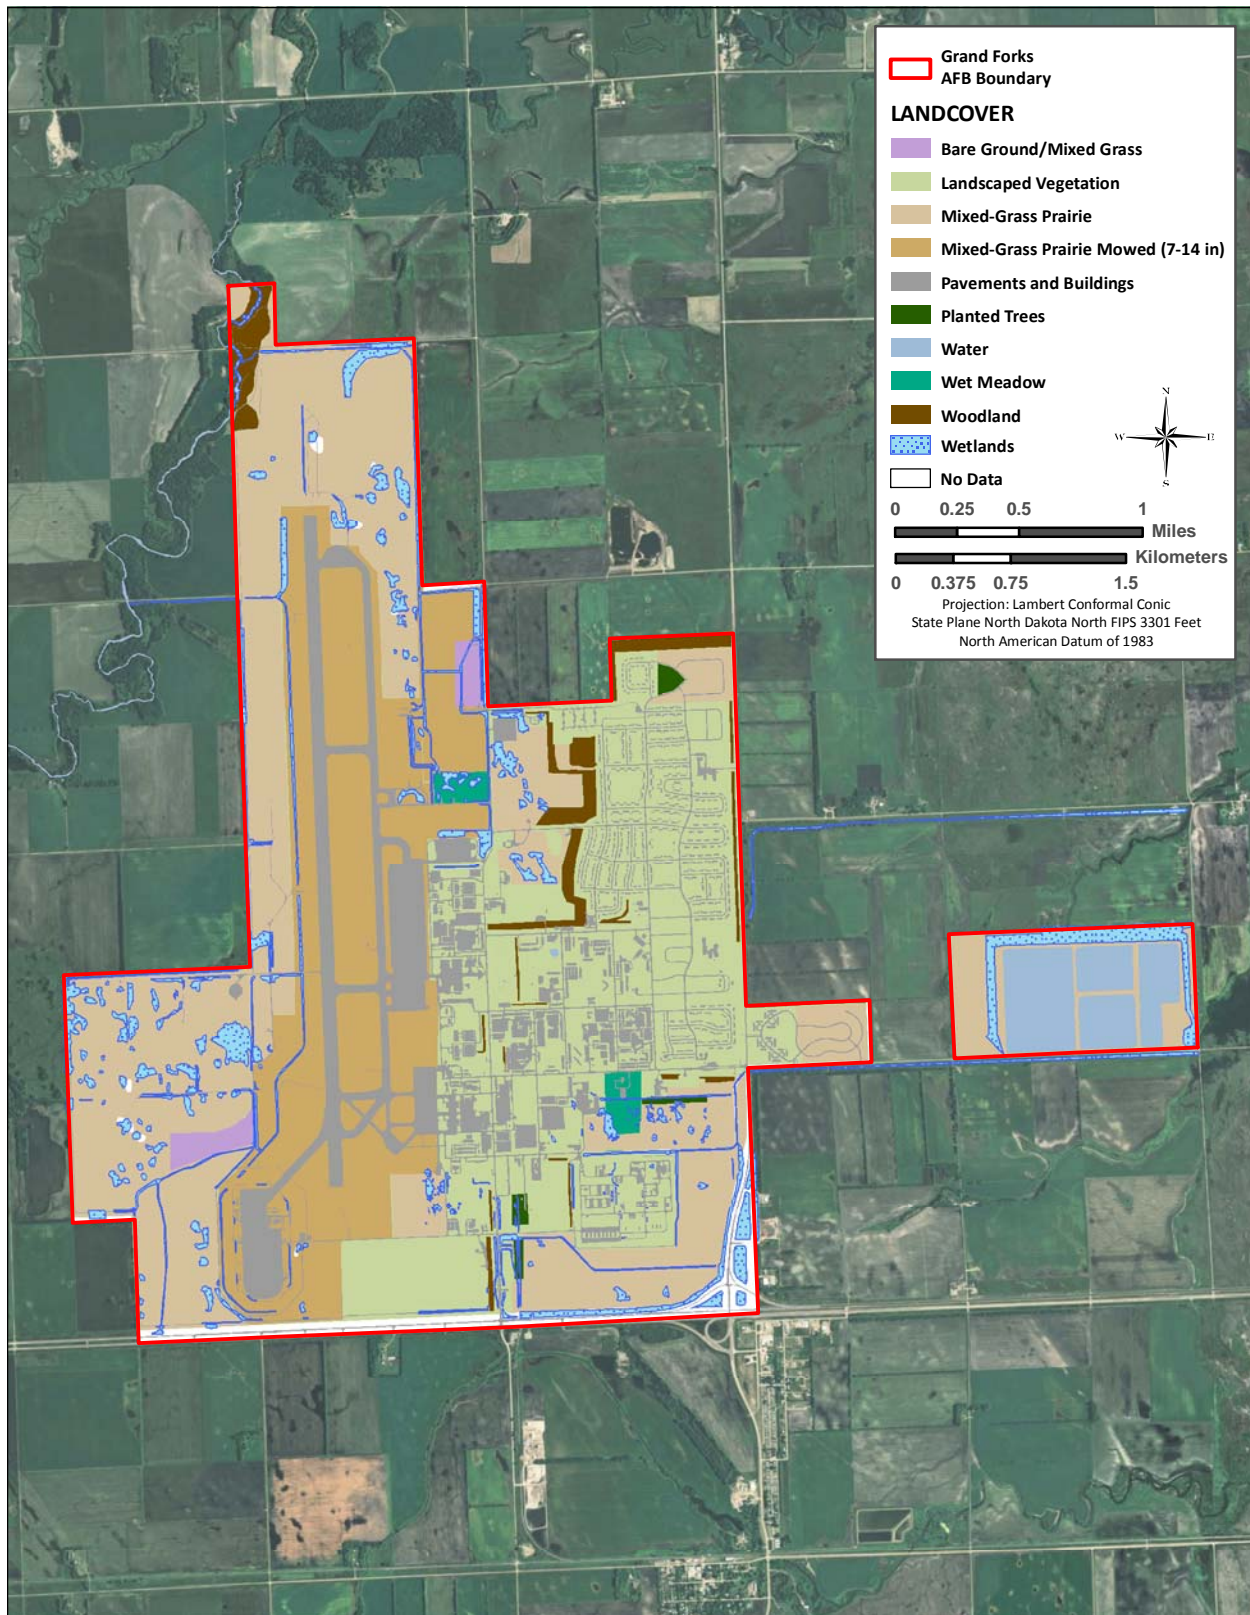 Grand Forks
AFB Boundary
LANDCOVER
Bare Ground/Mixed Grass
Landscaped Vegetation
Mixed-Grass Prairie
Mixed-Grass Prairie Mowed (7-14 in)
Pavements and Buildings
Planted Trees
Water
Wet Meadow
Woodland
Wetlands
No Data
N
W E
S
0 0.25 0.5 1
Miles
Kilometers
0 0.375 0.75 1.5
Projection: Lambert Conformal Conic
State Plane North Dakota North FIPS 3301 Feet
North American Datum of 1983